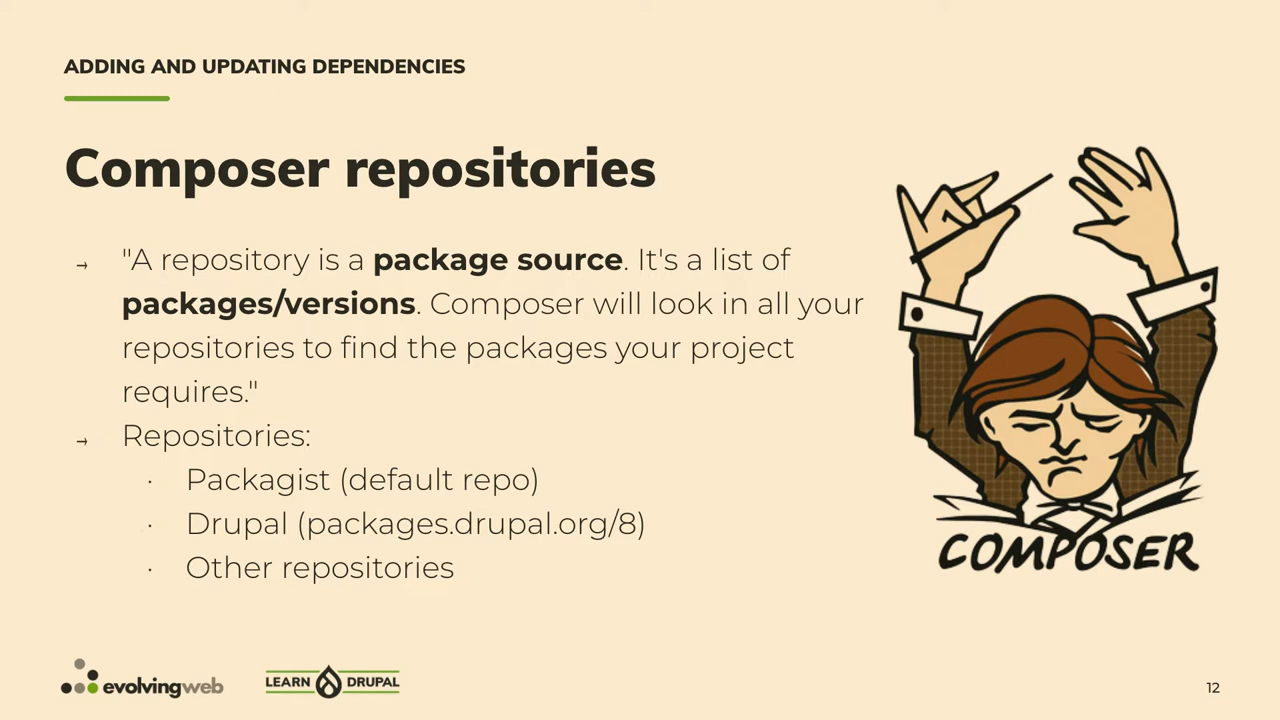 ADDING AND UPDATING DEPENDENCIES
Composer repositories
→ "A repository is a package source. It's a list of
packages/versions. Composer will look in all your
repositories to find the packages your project
requires."
→ Repositories:
· Packagist (default repo)
· Drupal (packages.drupal.org/8)
· Other repositories
COMPOSER
evolvingweb
LEARN DRUPAL
12